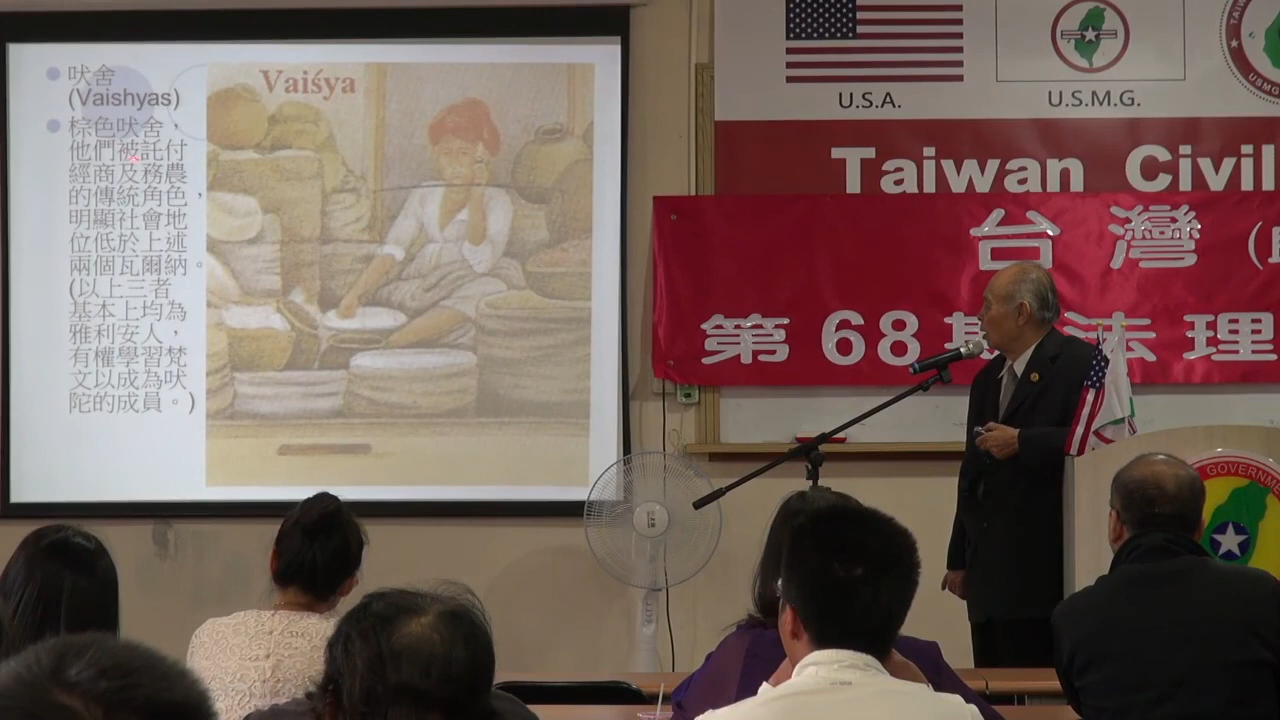 吠舍
(Vaishyas)
棕色吠舍，
他們被託付
經商及務農
的傳統角色，
明顯社會地
位低於上述
兩個瓦爾納。
(以上三者
基本上均為
雅利安人，
有權學習梵
文以成為吠
陀的成員。)
Vaiśya
U.S.A.
U.S.M.G.
Taiwan Civil
台灣
第68期法理
GOVERNME